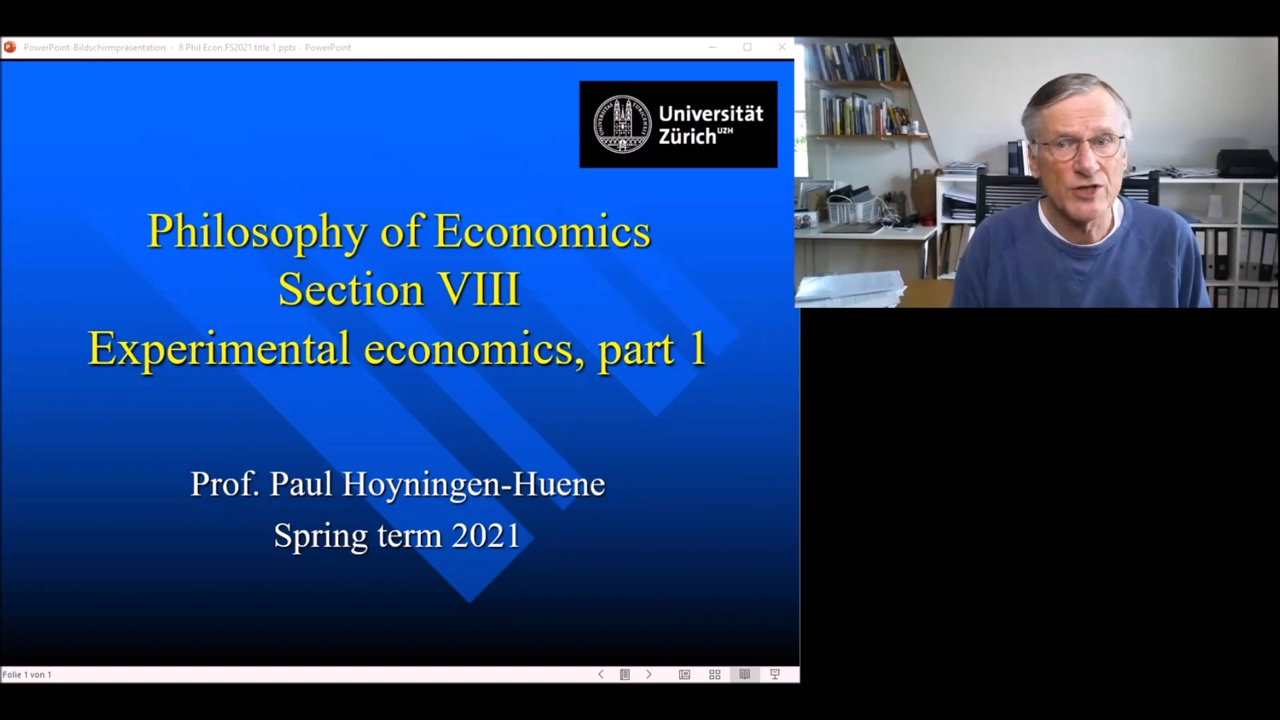 PowerPoint-Bildschirmpräsentation - 8 Phil Econ.FS2021.title 1.pptx - PowerPoint
Universität
Zürich UZH
Philosophy of Economics
Section VIII
Experimental economics, part 1
Prof. Paul Hoyningen-Huene
Spring term 2021
Folie 1 von 1